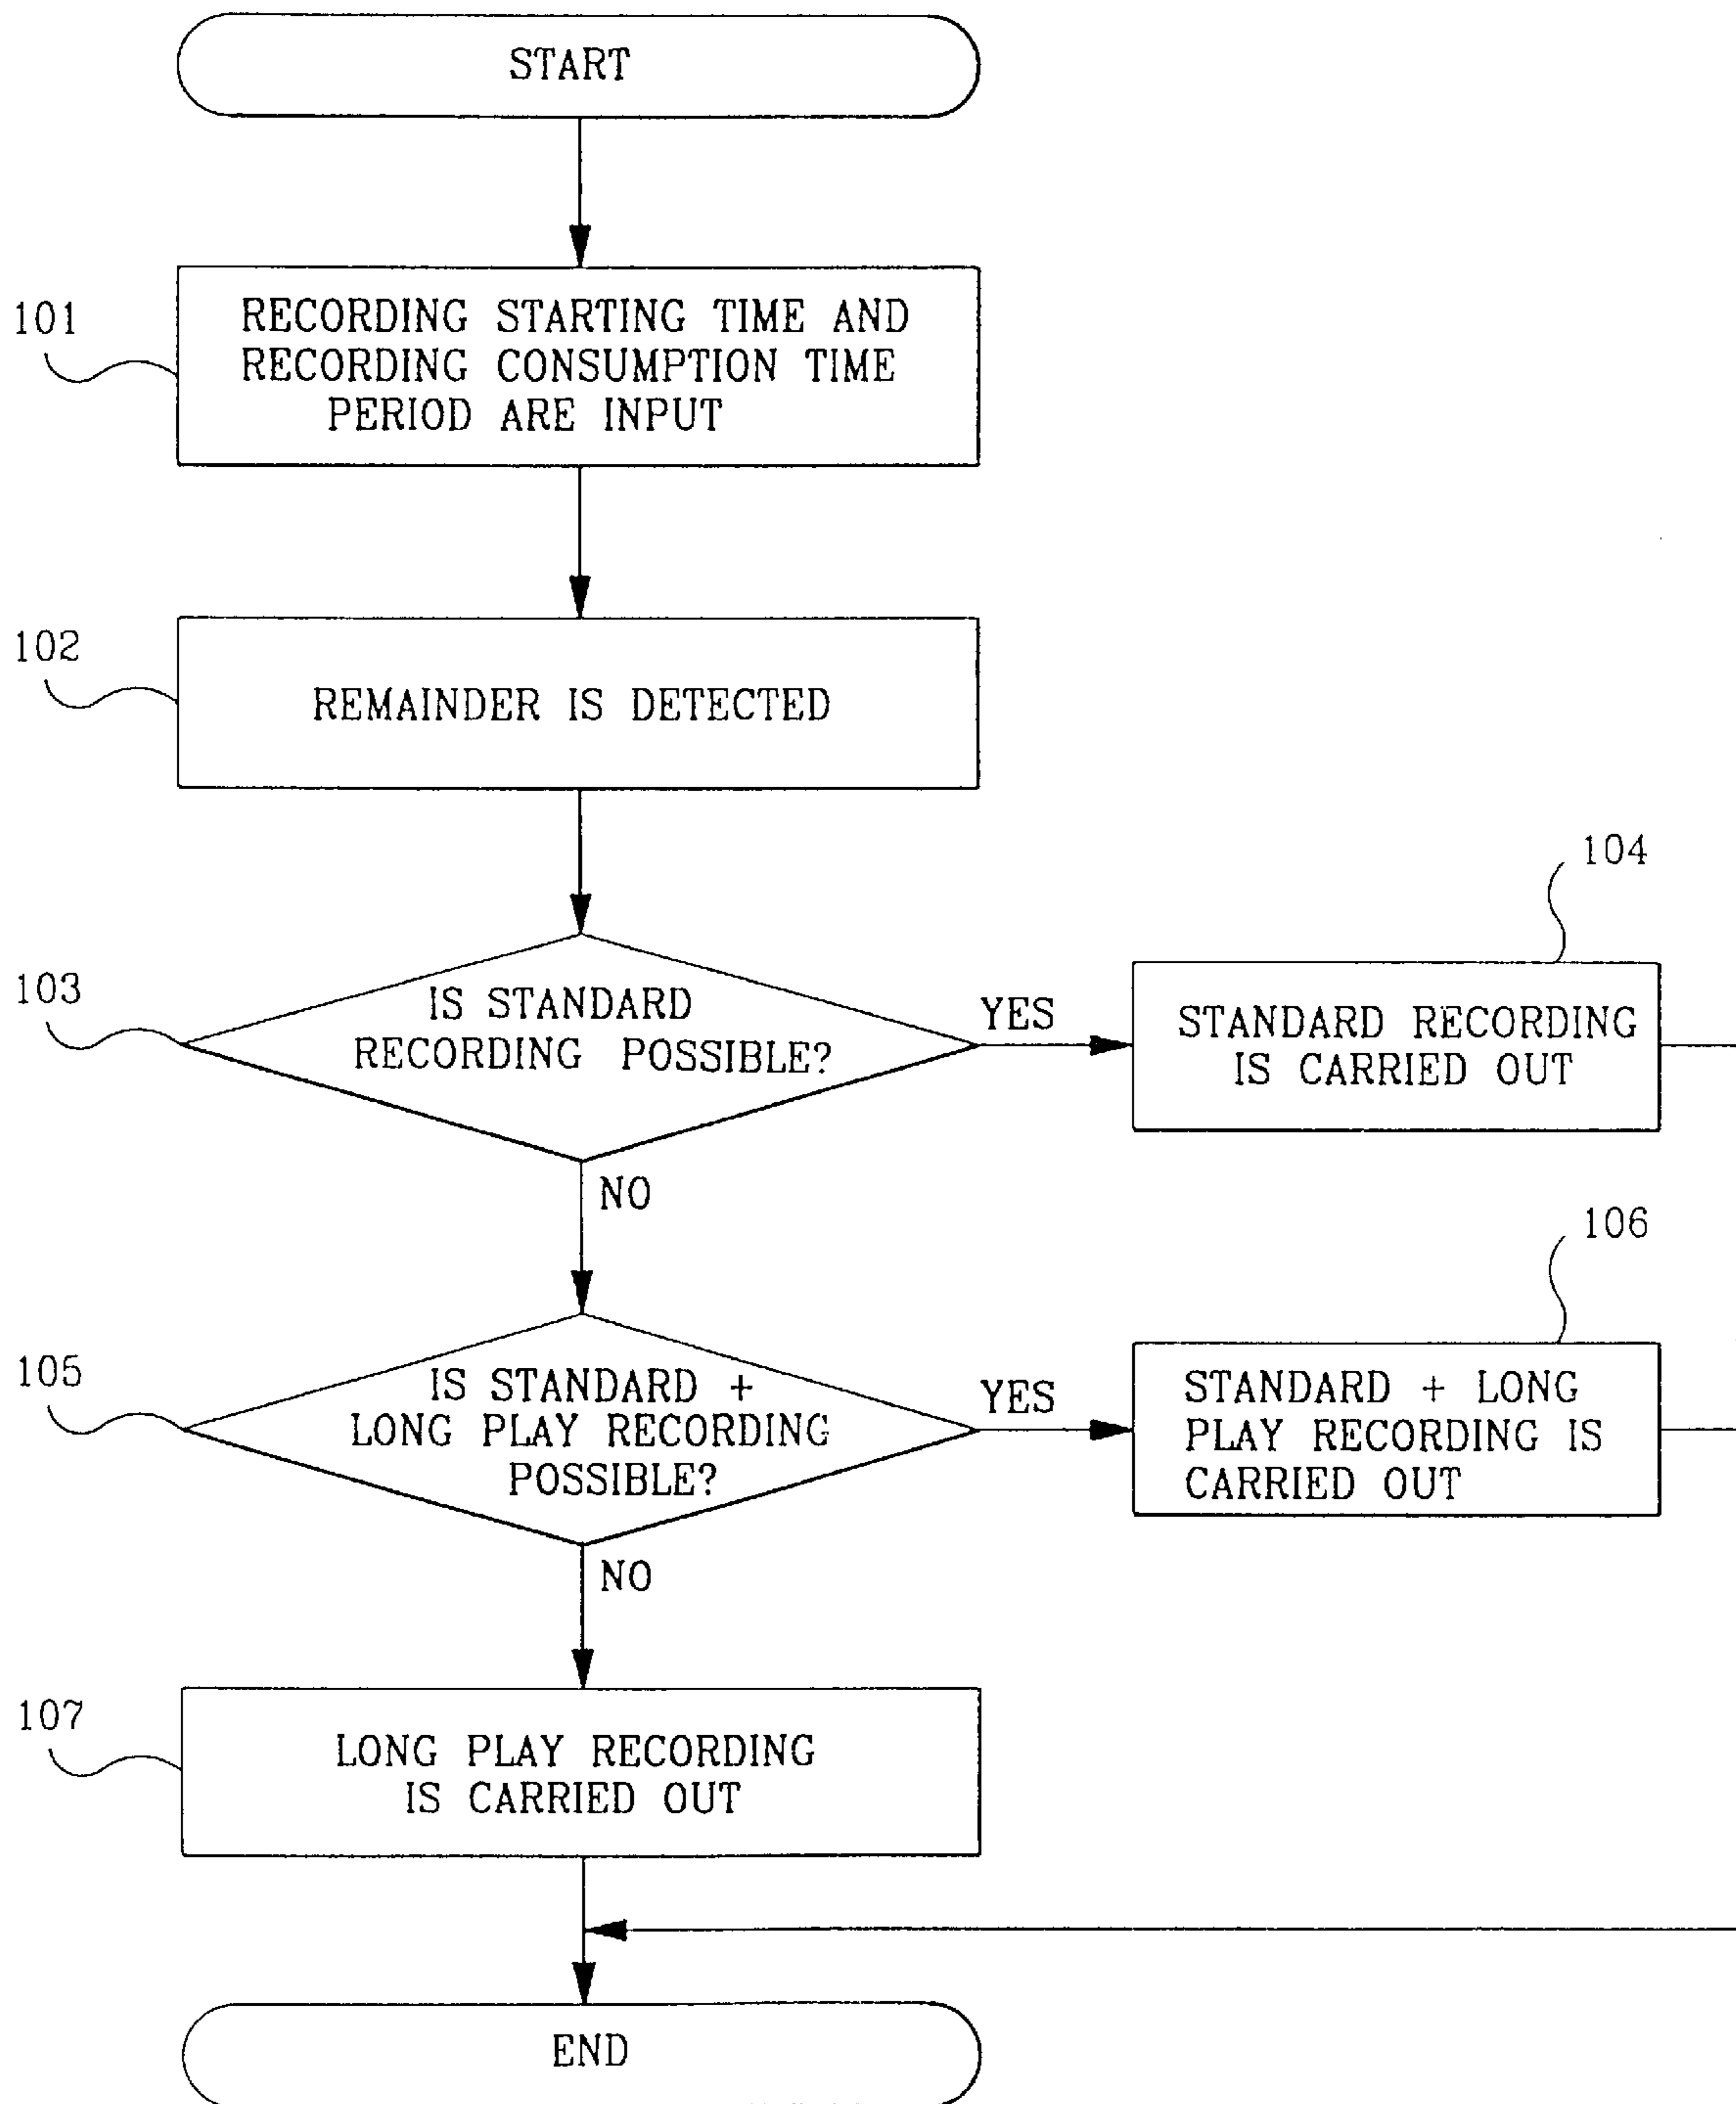 START
101
RECORDING STARTING TIME AND
RECORDING CONSUMPTION TIME
PERIOD ARE INPUT
102
REMAINDER IS DETECTED
103
IS STANDARD
RECORDING POSSIBLE?
YES
104
STANDARD RECORDING
IS CARRIED OUT
NO
105
IS STANDARD +
LONG PLAY RECORDING
POSSIBLE?
YES
106
STANDARD + LONG
PLAY RECORDING IS
CARRIED OUT
NO
107
LONG PLAY RECORDING
IS CARRIED OUT
END